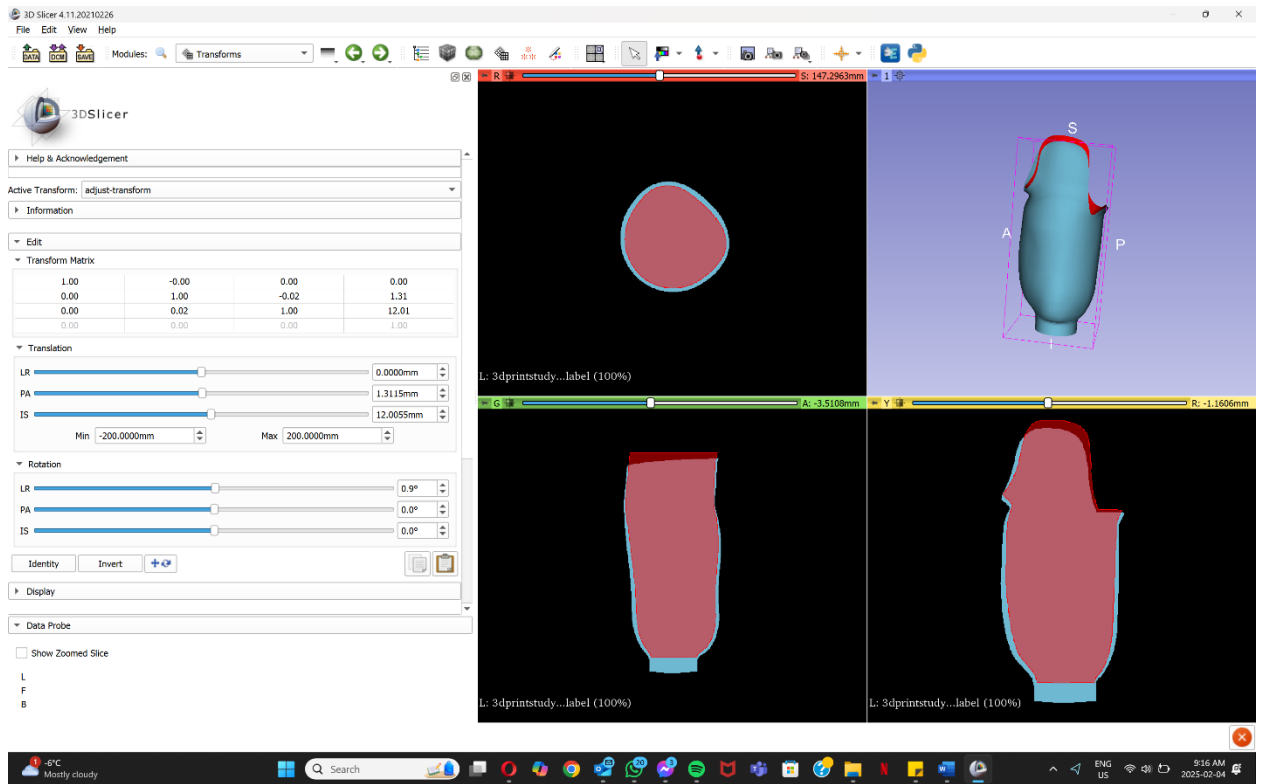 3D Slicer 4.11.20210226
File Edit View Help
DATA DCM SAVE Modules: Transforms
R S: 147.2963mm 1
3DSlicer
S
Help & Acknowledgement
Active Transform: adjust-transform
Information
A P
Edit
Transform Matrix
1.00 -0.00 0.00 0.00
0.00 1.00 -0.02 1.31
0.00 0.02 1.00 12.01
0.00 0.00 0.00 1.00
I
Translation
LR 0.0000mm
L: 3dprintstudy...label (100%)
PA 1.3115mm
G A: -3.5108mm Y R: -1.1606mm
IS 12.0055mm
Min -200.0000mm Max 200.0000mm
Rotation
LR 0.9°
PA 0.0°
IS 0.0°
Identity Invert
Display
Data Probe
Show Zoomed Slice
L
F
B
L: 3dprintstudy...label (100%) L: 3dprintstudy...label (100%)
1 -6°C
Mostly cloudy
Search
20
3
ENG
US
9:16 AM
2025-02-04